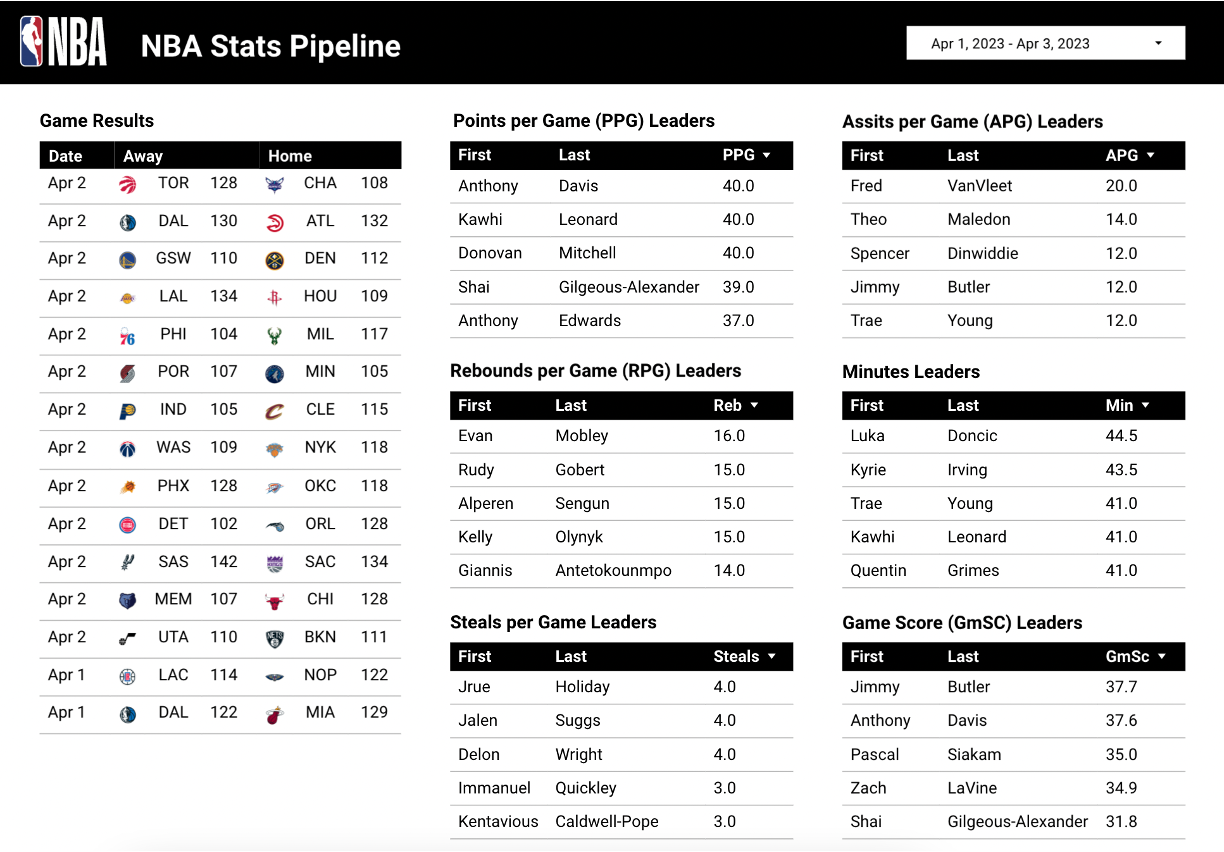 NBA NBA Stats Pipeline
Apr 1, 2023 - Apr 3, 2023
Game Results
Date Away Home
Apr 2 TOR 128 CHA 108
Apr 2 DAL 130 ATL 132
Apr 2 GSW 110 DEN 112
Apr 2 LAL 134 HOU 109
Apr 2 PHI 104 MIL 117
Apr 2 POR 107 MIN 105
Apr 2 IND 105 CLE 115
Apr 2 WAS 109 NYK 118
Apr 2 PHX 128 OKC 118
Apr 2 DET 102 ORL 128
Apr 2 SAS 142 SAC 134
Apr 2 MEM 107 CHI 128
Apr 2 UTA 110 BKN 111
Apr 1 LAC 114 NOP 122
Apr 1 DAL 122 MIA 129
Points per Game (PPG) Leaders
First Last PPG
Anthony Davis 40.0
Kawhi Leonard 40.0
Donovan Mitchell 40.0
Shai Gilgeous-Alexander 39.0
Anthony Edwards 37.0
Assits per Game (APG) Leaders
First Last APG
Fred VanVleet 20.0
Theo Maledon 14.0
Spencer Dinwiddie 12.0
Jimmy Butler 12.0
Trae Young 12.0
Rebounds per Game (RPG) Leaders
First Last Reb
Evan Mobley 16.0
Rudy Gobert 15.0
Alperen Sengun 15.0
Kelly Olynyk 15.0
Giannis Antetokounmpo 14.0
Minutes Leaders
First Last Min
Luka Doncic 44.5
Kyrie Irving 43.5
Trae Young 41.0
Kawhi Leonard 41.0
Quentin Grimes 41.0
Steals per Game Leaders
First Last Steals
Jrue Holiday 4.0
Jalen Suggs 4.0
Delon Wright 4.0
Immanuel Quickley 3.0
Kentavious Caldwell-Pope 3.0
Game Score (GmSC) Leaders
First Last GmSc
Jimmy Butler 37.7
Anthony Davis 37.6
Pascal Siakam 35.0
Zach LaVine 34.9
Shai Gilgeous-Alexander 31.8